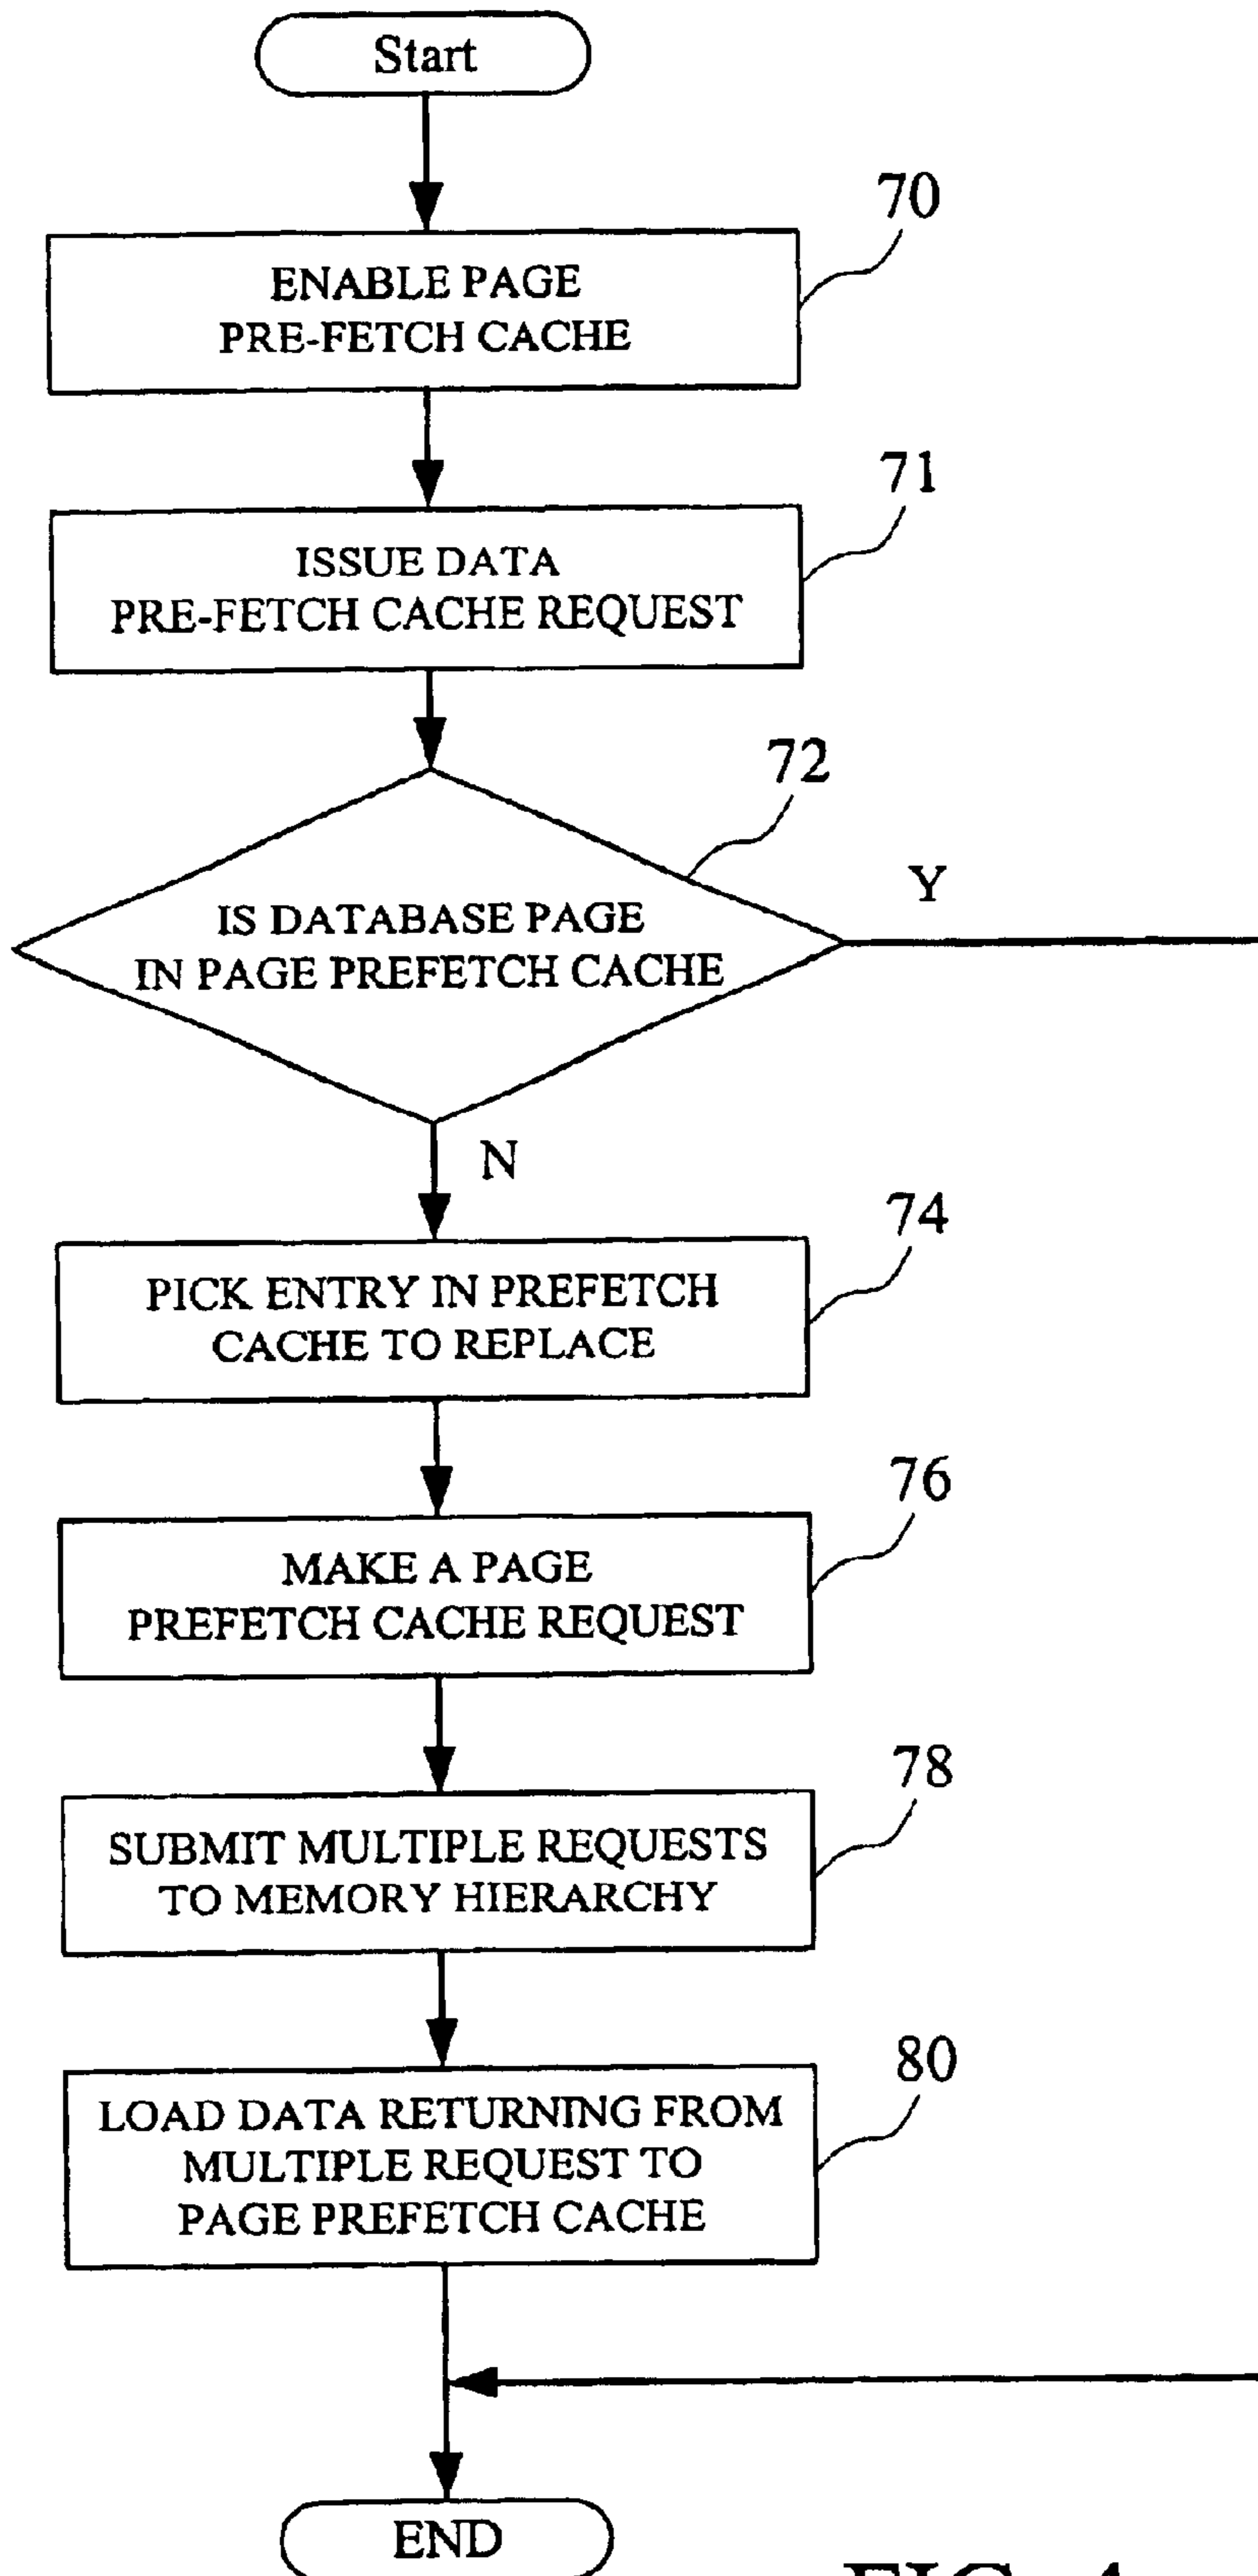 Start
70
ENABLE PAGE
PRE-FETCH CACHE
71
ISSUE DATA
PRE-FETCH CACHE REQUEST
72
Y
IS DATABASE PAGE
IN PAGE PREFETCH CACHE
N
74
PICK ENTRY IN PREFETCH
CACHE TO REPLACE
76
MAKE A PAGE
PREFETCH CACHE REQUEST
78
SUBMIT MULTIPLE REQUESTS
TO MEMORY HIERARCHY
80
LOAD DATA RETURNING FROM
MULTIPLE REQUEST TO
PAGE PREFETCH CACHE
END
FIG. 4